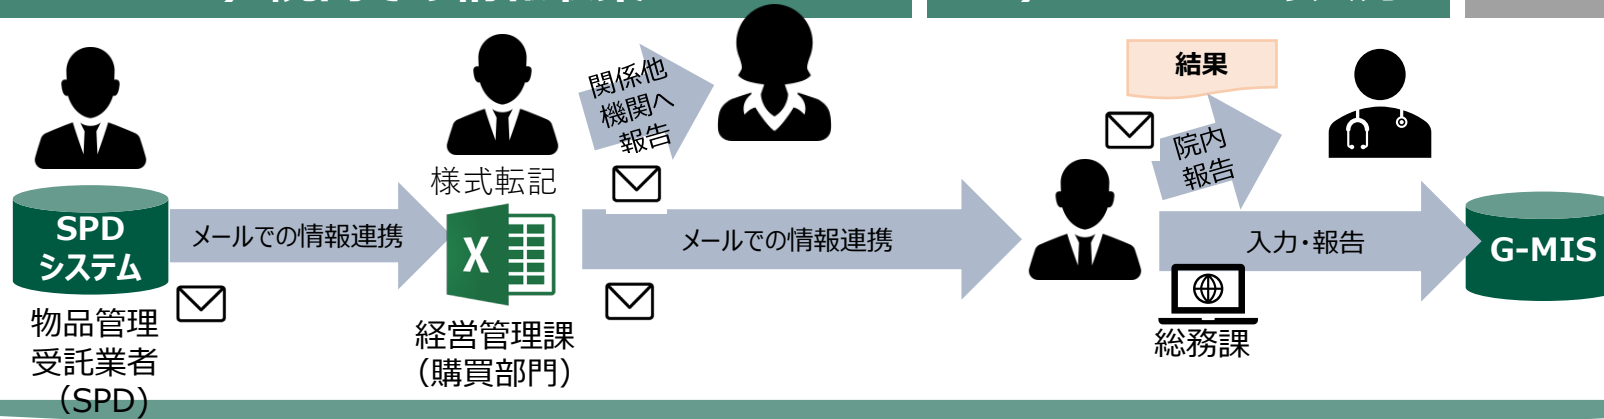 関係他
機関へ
報告
結果
院内
報告
様式転記
SPD
システム
メールでの情報連携
X
メールでの情報連携
入力・報告
G-MIS
物品管理
受託業者
（SPD）
経営管理課
（購買部門）
総務課